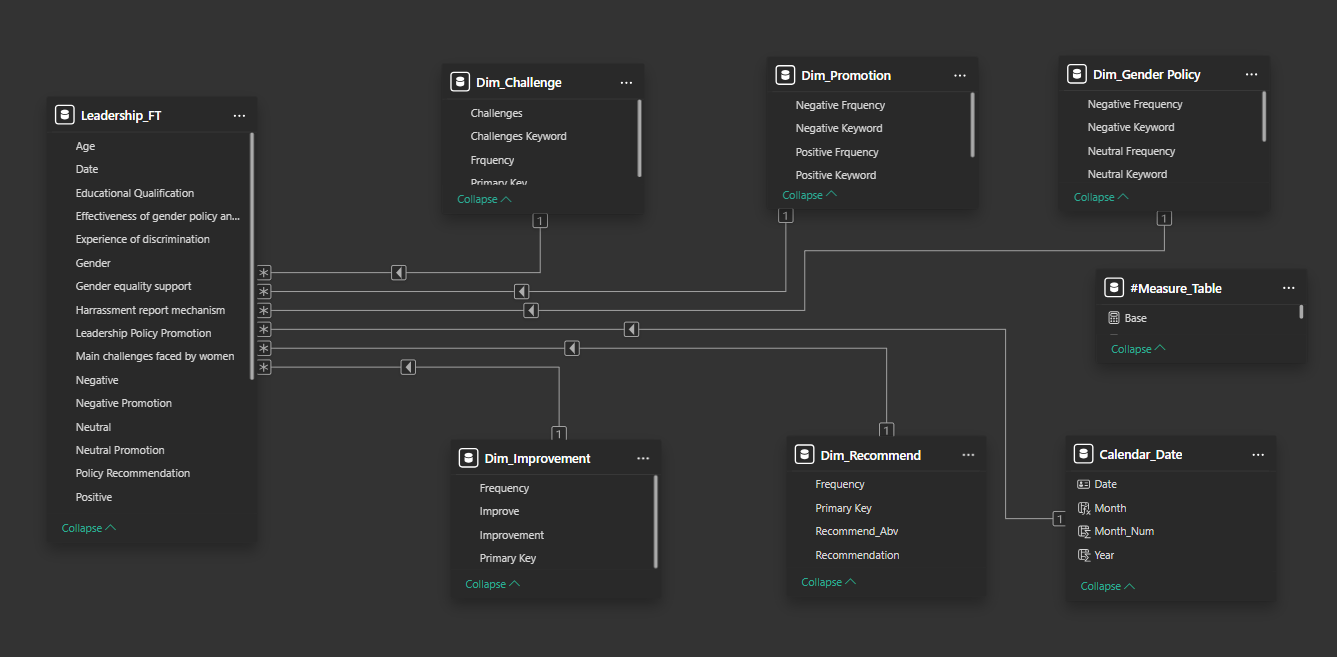 Leadership_FT
Age
Date
Educational Qualification
Effectiveness of gender policy an...
Experience of discrimination
Gender
Gender equality support
Harrassment report mechanism
Leadership Policy Promotion
Main challenges faced by women
Negative
Negative Promotion
Neutral
Neutral Promotion
Policy Recommendation
Positive
Collapse
Dim_Challenge
Challenges
Challenges Keyword
Frquency
Primary Key
Collapse
1
Dim_Promotion
Negative Frquency
Negative Keyword
Positive Frquency
Positive Keyword
Collapse
1
Dim_Gender Policy
Negative Frequency
Negative Keyword
Neutral Frequency
Neutral Keyword
Collapse
1
#Measure_Table
Base
Collapse
*
*
*
*
*
*
1
Dim_Improvement
Frequency
Improve
Improvement
Primary Key
Collapse
1
Dim_Recommend
Frequency
Primary Key
Recommend_Abv
Recommendation
Collapse
1
Calendar_Date
Date
Month
Month_Num
Year
Collapse